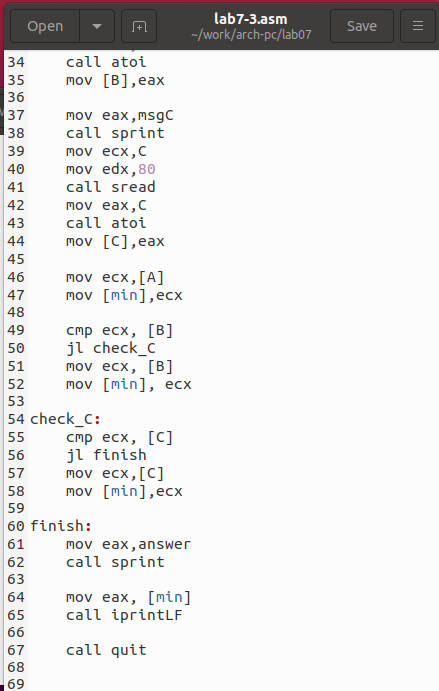 Open
lab7-3.asm
~/work/arch-pc/lab07
Save
34 call atoi
35 mov [B],eax
36
37 mov eax,msgC
38 call sprint
39 mov ecx,C
40 mov edx,80
41 call sread
42 mov eax,C
43 call atoi
44 mov [C],eax
45
46 mov ecx,[A]
47 mov [min],ecx
48
49 cmp ecx, [B]
50 jl check_C
51 mov ecx, [B]
52 mov [min], ecx
53
54 check_C:
55 cmp ecx, [C]
56 jl finish
57 mov ecx,[C]
58 mov [min],ecx
59
60 finish:
61 mov eax,answer
62 call sprint
63
64 mov eax, [min]
65 call iprintLF
66
67 call quit
68
69